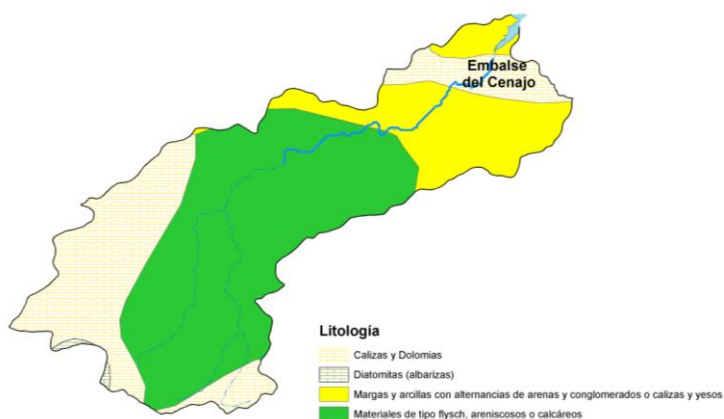 Embalse
del Cenajo
Litología
Calizas y Dolomias
Diatomitas (albarizas)
Margas y arcillas con alternancias de arenas y conglomerados o calizas y yesos
Materiales de tipo flysch, areniscosos o calcáreos